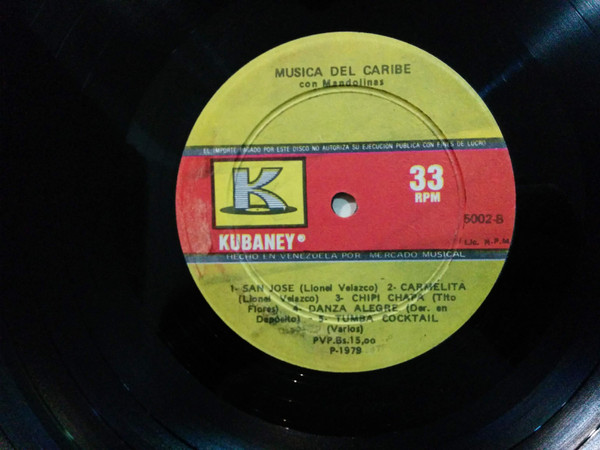 MUSICA DEL CARIBE
con Mandolinas
EL IMPORTE PAGADO POR ESTE DISCO NO AUTORIZA SU EJECUCION PUBLICA CON FINES DE LUCRO
K
33
RPM
5002-B
KUBANEY®
Lic. N.P.M
HECHO EN VENEZUELA POR MERCADO MUSICAL
1- SAN JOSE (Lionel Velazco) 2- CARMELITA
(Lionel Velazco) 3- CHIPI CHAPA (Tito
Flores) 4- DANZA ALEGRE (Der. en
Depósito) - 5- TUMBA COCKTAIL
(Varios)
PVP.Bs.15,oo
P-1979